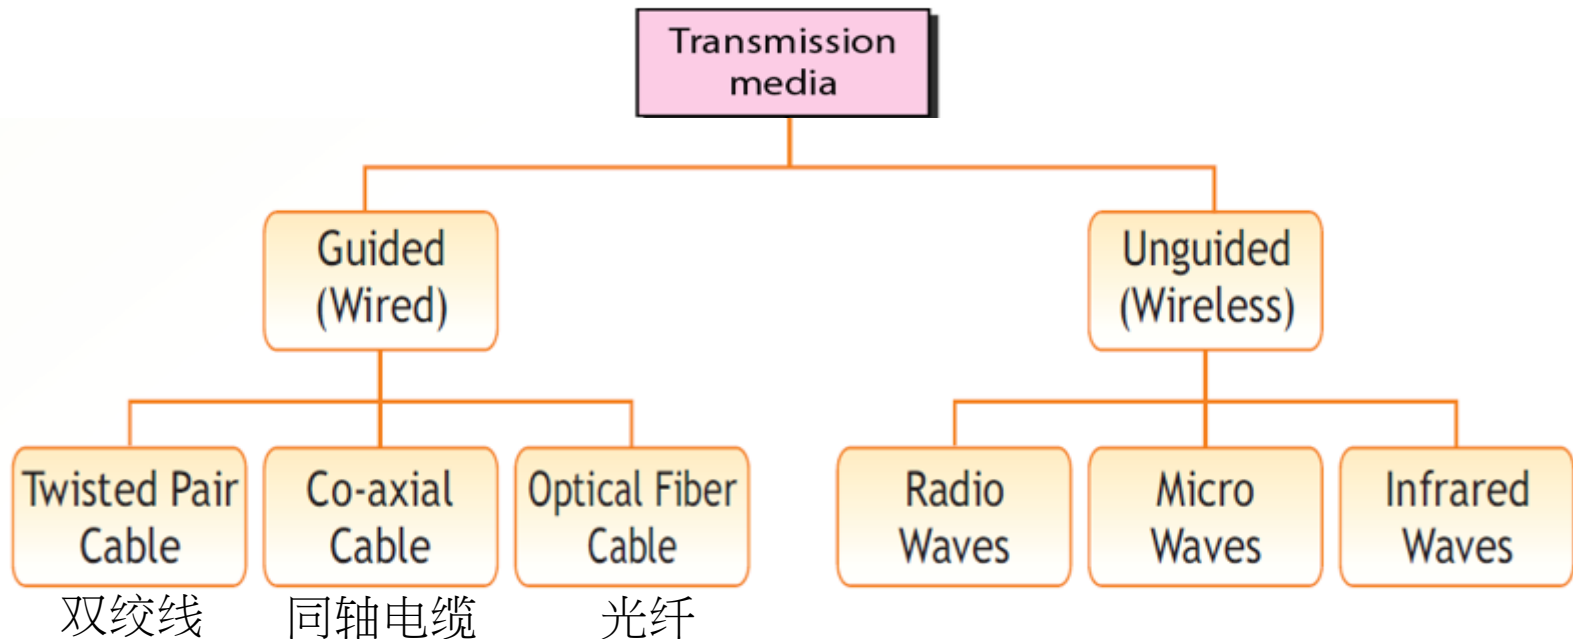 Transmission
media
Guided
(Wired)
Unguided
(Wireless)
Twisted Pair
Cable
双绞线
Co-axial
Cable
同轴电缆
Optical Fiber
Cable
光纤
Radio
Waves
Micro
Waves
Infrared
Waves